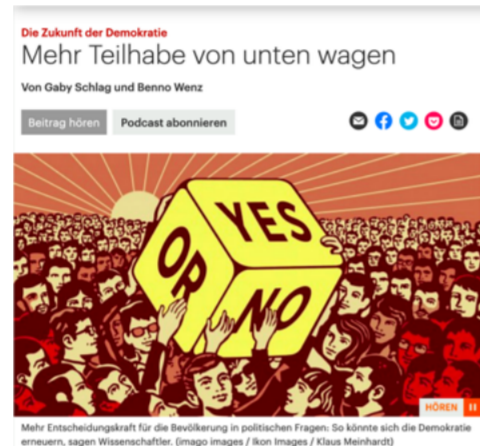 Die Zukunft der Demokratie
Mehr Teilhabe von unten wagen
Von Gaby Schlag und Benno Wenz
Beitrag hören
Podcast abonnieren
YES
OR
NO
HÖREN
Mehr Entscheidungskraft für die Bevölkerung in politischen Fragen: So könnte sich die Demokratie
erneuern, sagen Wissenschaftler. (imago images / Ikon Images / Klaus Meinhardt)